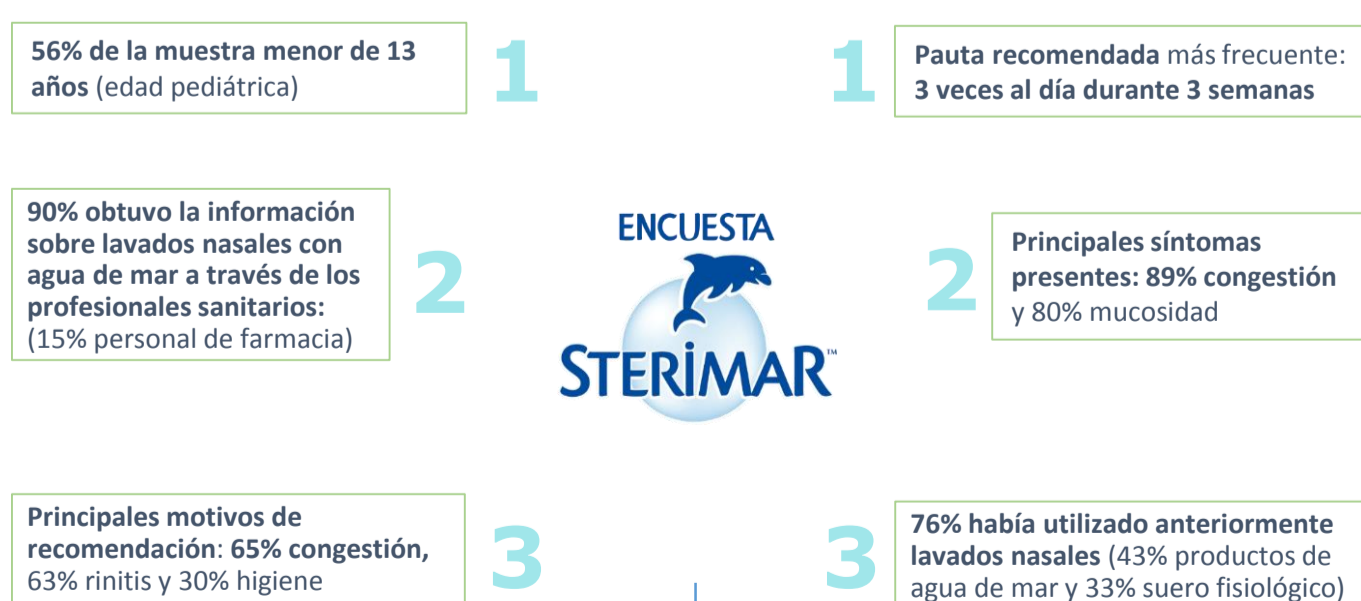 56% de la muestra menor de 13
años (edad pediátrica)
1
1
Pauta recomendada más frecuente:
3 veces al día durante 3 semanas
90% obtuvo la información
sobre lavados nasales con
agua de mar a través de los
profesionales sanitarios:
(15% personal de farmacia)
2
ENCUESTA
STERIMAR™
2
Principales síntomas
presentes: 89% congestión
y 80% mucosidad
Principales motivos de
recomendación: 65% congestión,
63% rinitis y 30% higiene
3
3
76% había utilizado anteriormente
lavados nasales (43% productos de
agua de mar y 33% suero fisiológico)